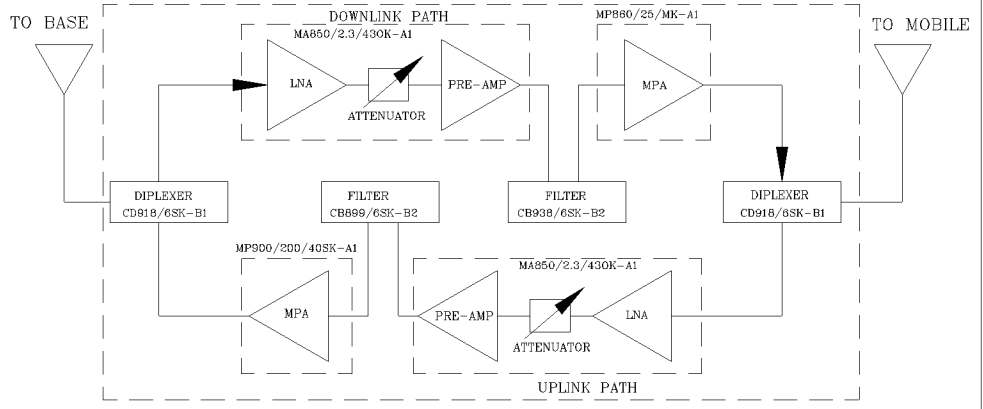 DOWNLINK PATH
MP860/25/MK-A1
TO BASE
TO MOBILE
MA850/2.3/430K-A1
LNA
PRE-AMP
MPA
ATTENUATOR
DIPLEXER
CD918/6SK-B1
FILTER
CB899/6SK-B2
FILTER
CB938/6SK-B2
DIPLEXER
CD918/6SK-B1
MP900/200/40SK-A1
MA850/2.3/430K-A1
MPA
PRE-AMP
LNA
ATTENUATOR
UPLINK PATH